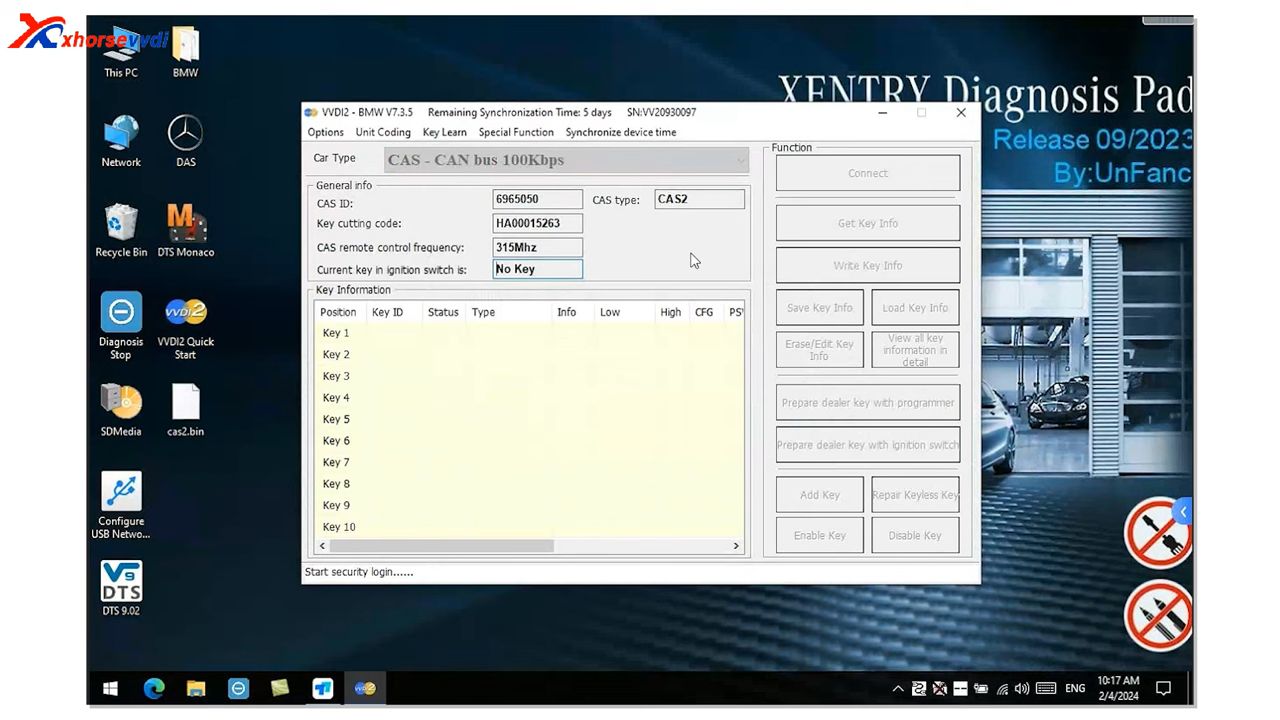 xhorsevvdi
This PC
BMW
Network
DAS
Recycle Bin
DTS Monaco
Diagnosis
Stop
VVDI2
VVDI2 Quick
Start
SDMedia
cas2.bin
Configure
USB Netwo...
V9
DTS
DTS 9.02
XENTRY Diagnosis Pad
Release 09/2023
By:UnFanc
VVDI2 - BMW V7.3.5 Remaining Synchronization Time: 5 days SN:VV20930097
Options Unit Coding Key Learn Special Function Synchronize device time
Car Type CAS - CAN bus 100Kbps
General info
CAS ID: 6965050 CAS type: CAS2
Key cutting code: HA00015263
CAS remote control frequency: 315Mhz
Current key in ignition switch is: No Key
Key Information
Position Key ID Status Type Info Low High CFG PSW
Key 1
Key 2
Key 3
Key 4
Key 5
Key 6
Key 7
Key 8
Key 9
Key 10
Start security login......
Function
Connect
Get Key Info
Write Key Info
Save Key Info Load Key Info
Erase/Edit Key
Info
View all key
information in
detail
Prepare dealer key with programmer
Prepare dealer key with ignition switch
Add Key Repair Keyless Key
Enable Key Disable Key
ENG
10:17 AM
2/4/2024